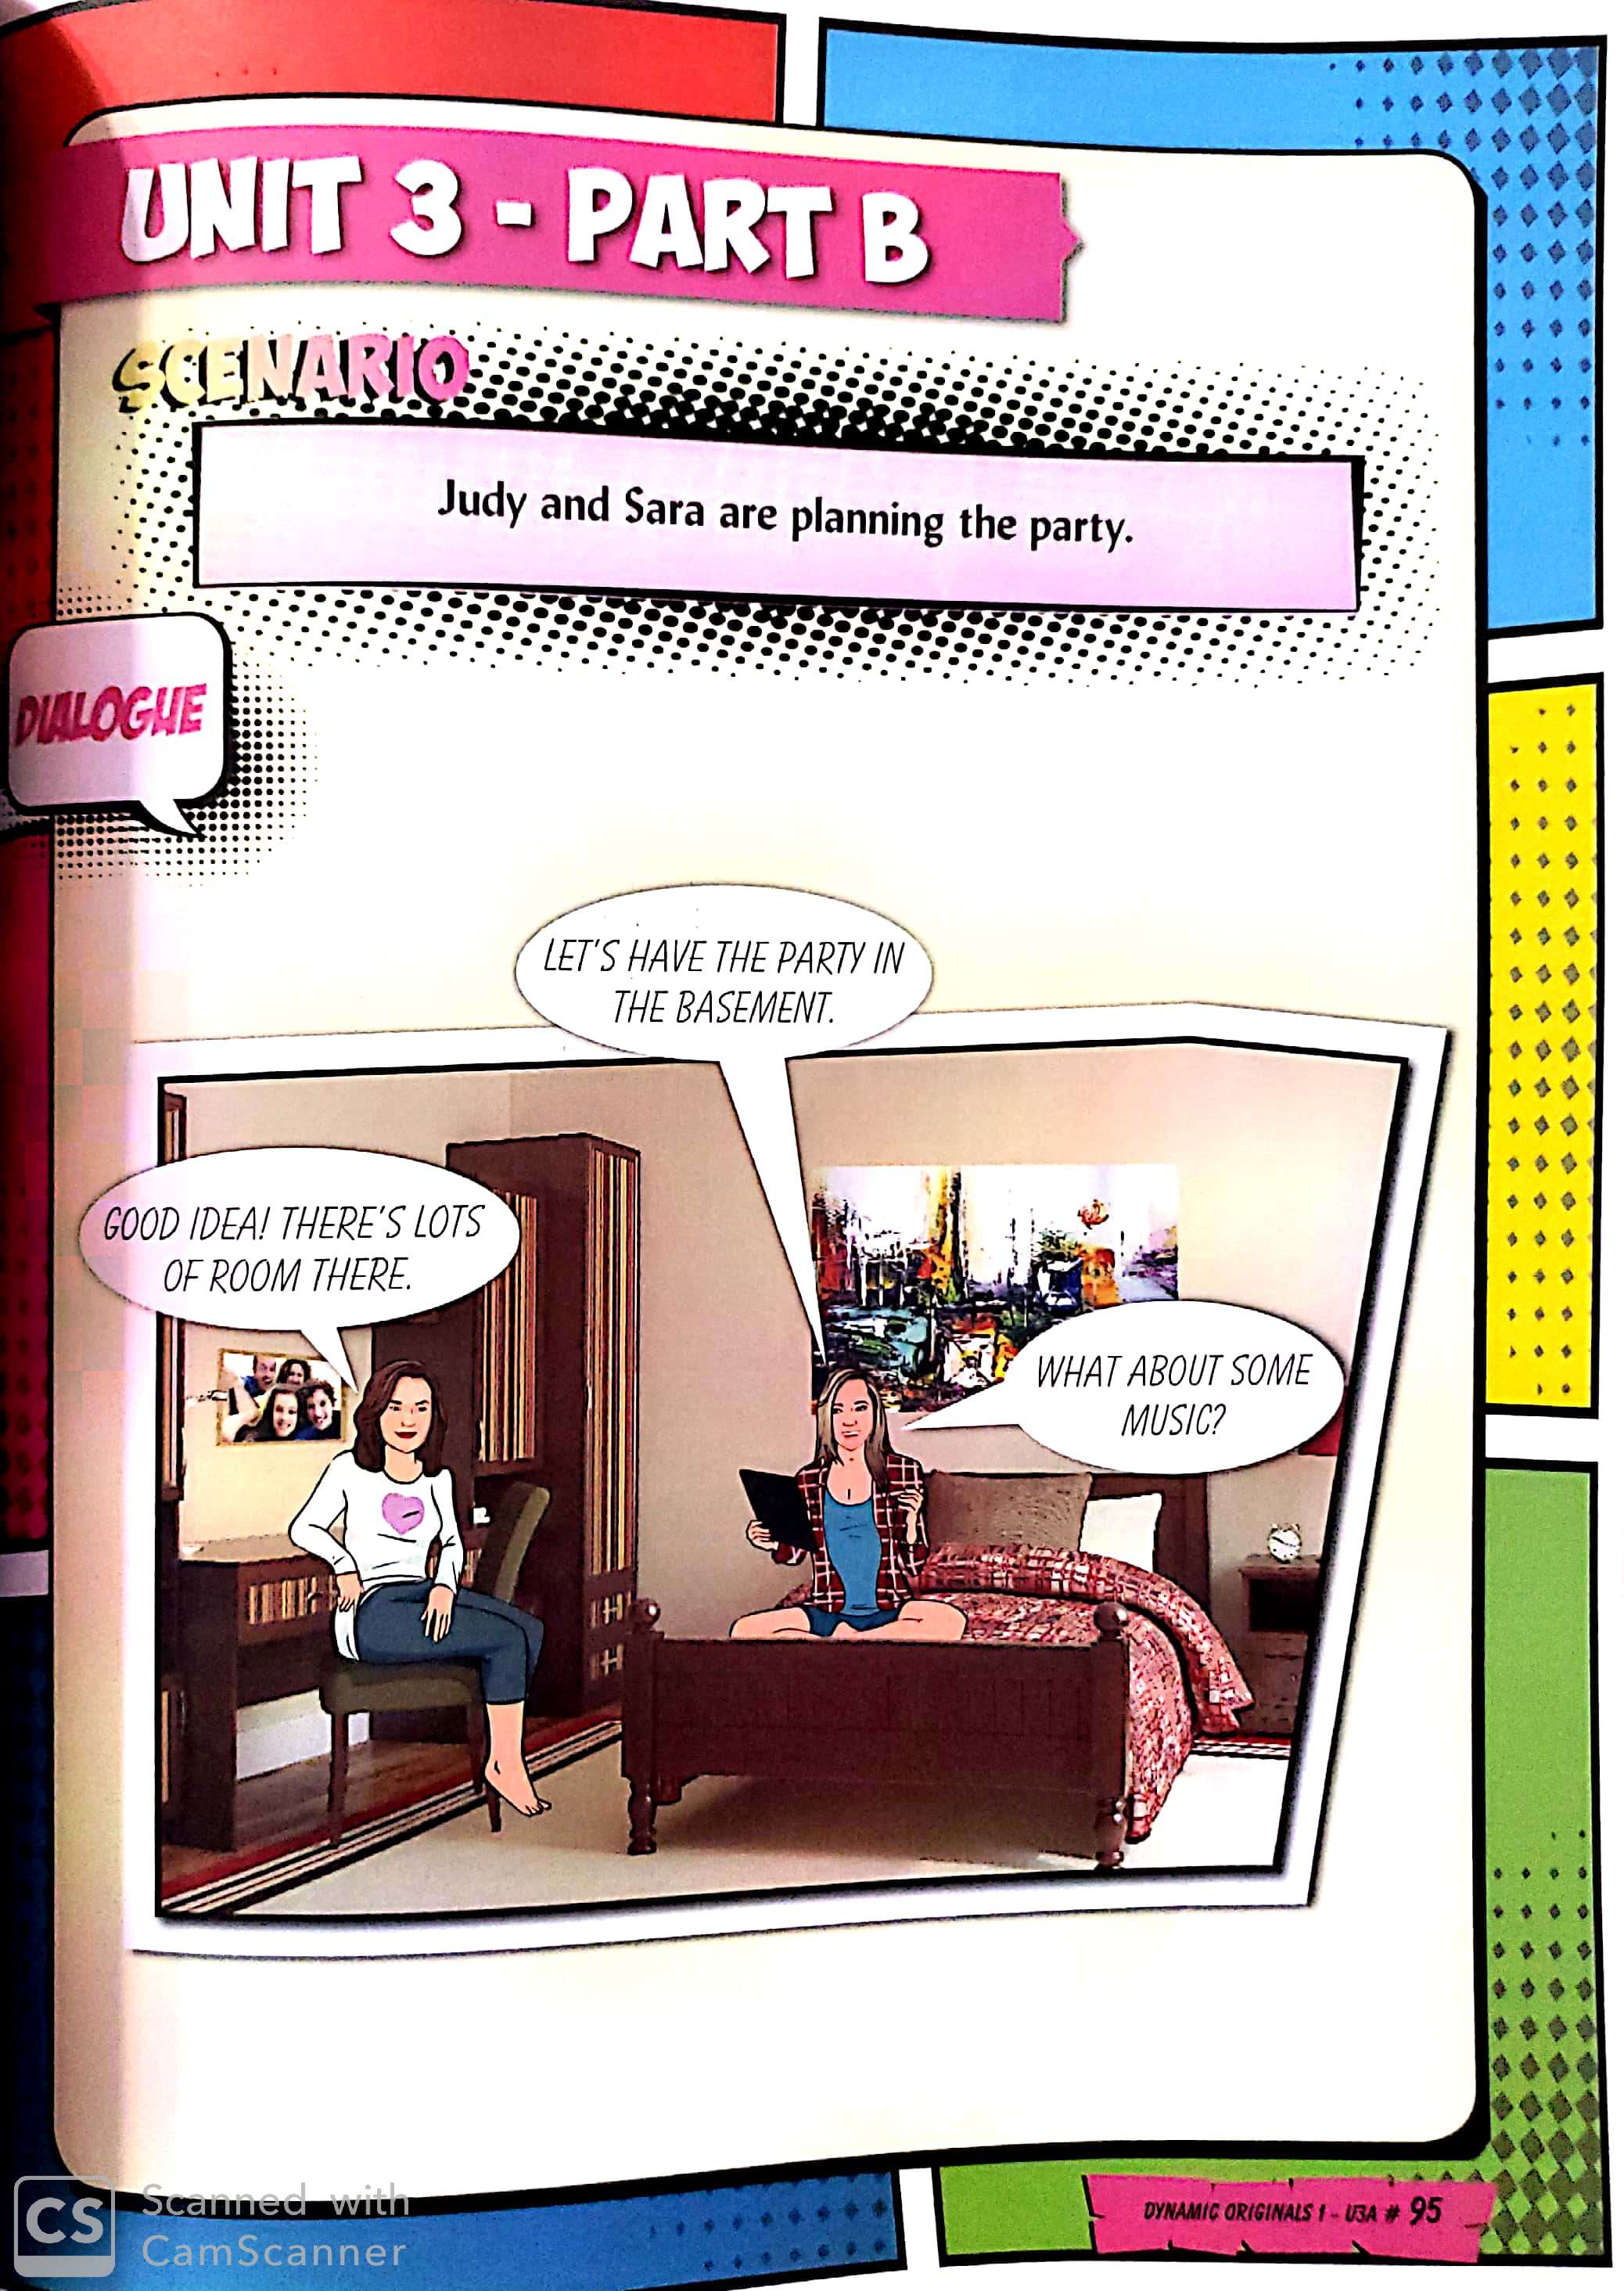 UNIT 3 - PART B
SCENARIO
Judy and Sara are planning the party.
DIALOGUE
LET'S HAVE THE PARTY IN
THE BASEMENT.
GOOD IDEA! THERE'S LOTS
OF ROOM THERE.
WHAT ABOUT SOME
MUSIC?
DYNAMIC ORIGINALS 1 - U3A # 95
CS
Scanned with
CamScanner